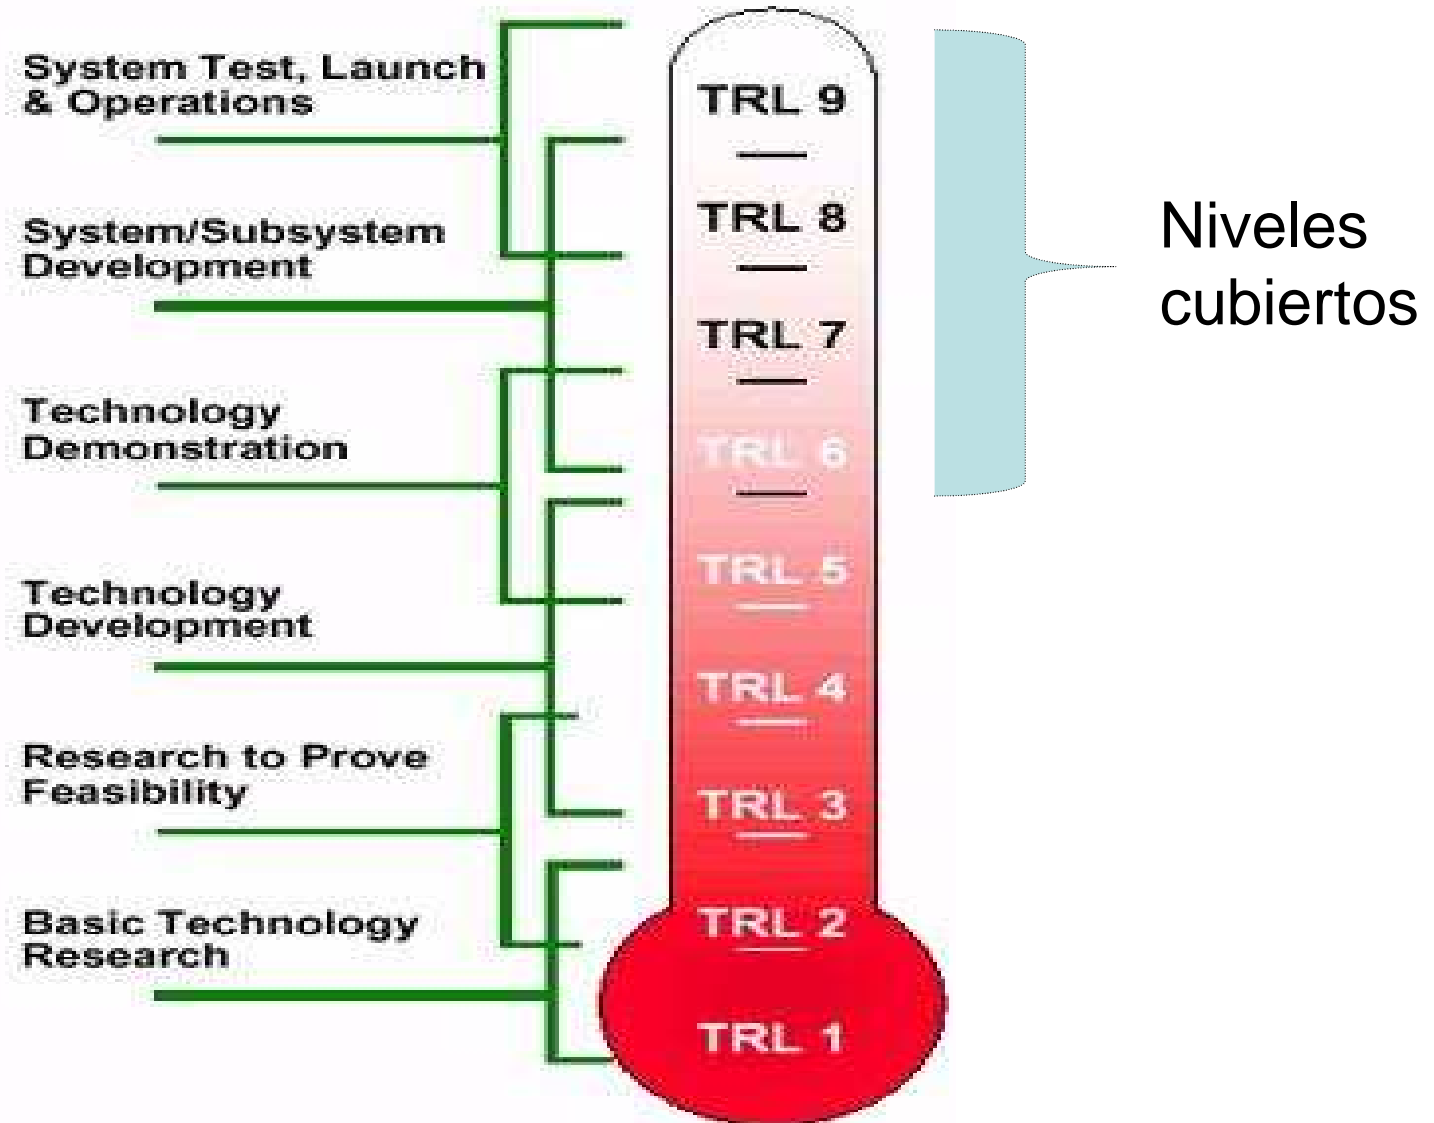 System Test, Launch
& Operations
System/Subsystem
Development
Technology
Demonstration
Technology
Development
Research to Prove
Feasibility
Basic Technology
Research
TRL 9
TRL 8
TRL 7
TRL 6
TRL 5
TRL 4
TRL 3
TRL 2
TRL 1
Niveles
cubiertos